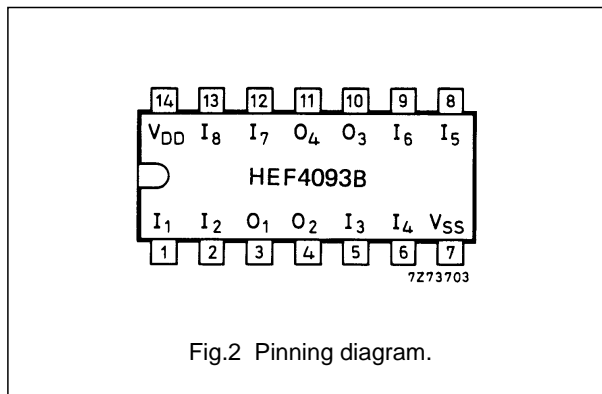 14 13 12 11 10 9 8
VDD I8 I7 O4 O3 I6 I5
HEF4093B
I1 I2 O1 O2 I3 I4 VSS
1 2 3 4 5 6 7
7Z73703
Fig.2 Pinning diagram.